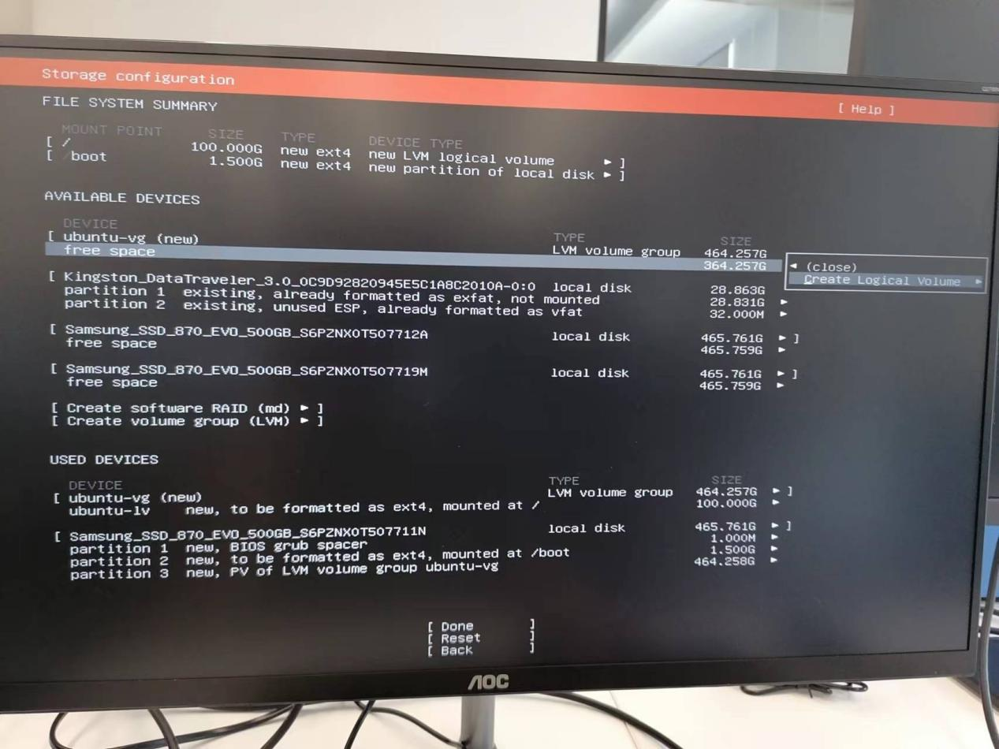 Storage configuration
[ Help ]
FILE SYSTEM SUMMARY
MOUNT POINT SIZE TYPE DEVICE TYPE
[ / 100.000G new ext4 new LVM logical volume ► ]
[ /boot 1.500G new ext4 new partition of local disk ► ]
AVAILABLE DEVICES
DEVICE TYPE SIZE
[ ubuntu-vg (new) LVM volume group 464.257G
free space 364.257G
◄ (close)
Create Logical Volume ►
[ Kingston_DataTraveler_3.0_0C9D92820945E5C1A8C2010A-0:0 local disk 28.863G
partition 1 existing, already formatted as exfat, not mounted 28.831G ►
partition 2 existing, unused ESP, already formatted as vfat 32.000M ►
[ Samsung_SSD_870_EVO_500GB_S6PZNX0T507712A local disk 465.761G ► ]
free space 465.759G ►
[ Samsung_SSD_870_EVO_500GB_S6PZNX0T507719M local disk 465.761G ► ]
free space 465.759G ►
[ Create software RAID (md) ► ]
[ Create volume group (LVM) ► ]
USED DEVICES
DEVICE TYPE SIZE
[ ubuntu-vg (new) LVM volume group 464.257G ► ]
ubuntu-lv new, to be formatted as ext4, mounted at / 100.000G ►
[ Samsung_SSD_870_EVO_500GB_S6PZNX0T507711N local disk 465.761G ► ]
partition 1 new, BIOS grub spacer 1.000M ►
partition 2 new, to be formatted as ext4, mounted at /boot 1.500G ►
partition 3 new, PV of LVM volume group ubuntu-vg 464.258G ►
[ Done ]
[ Reset ]
[ Back ]
AOC